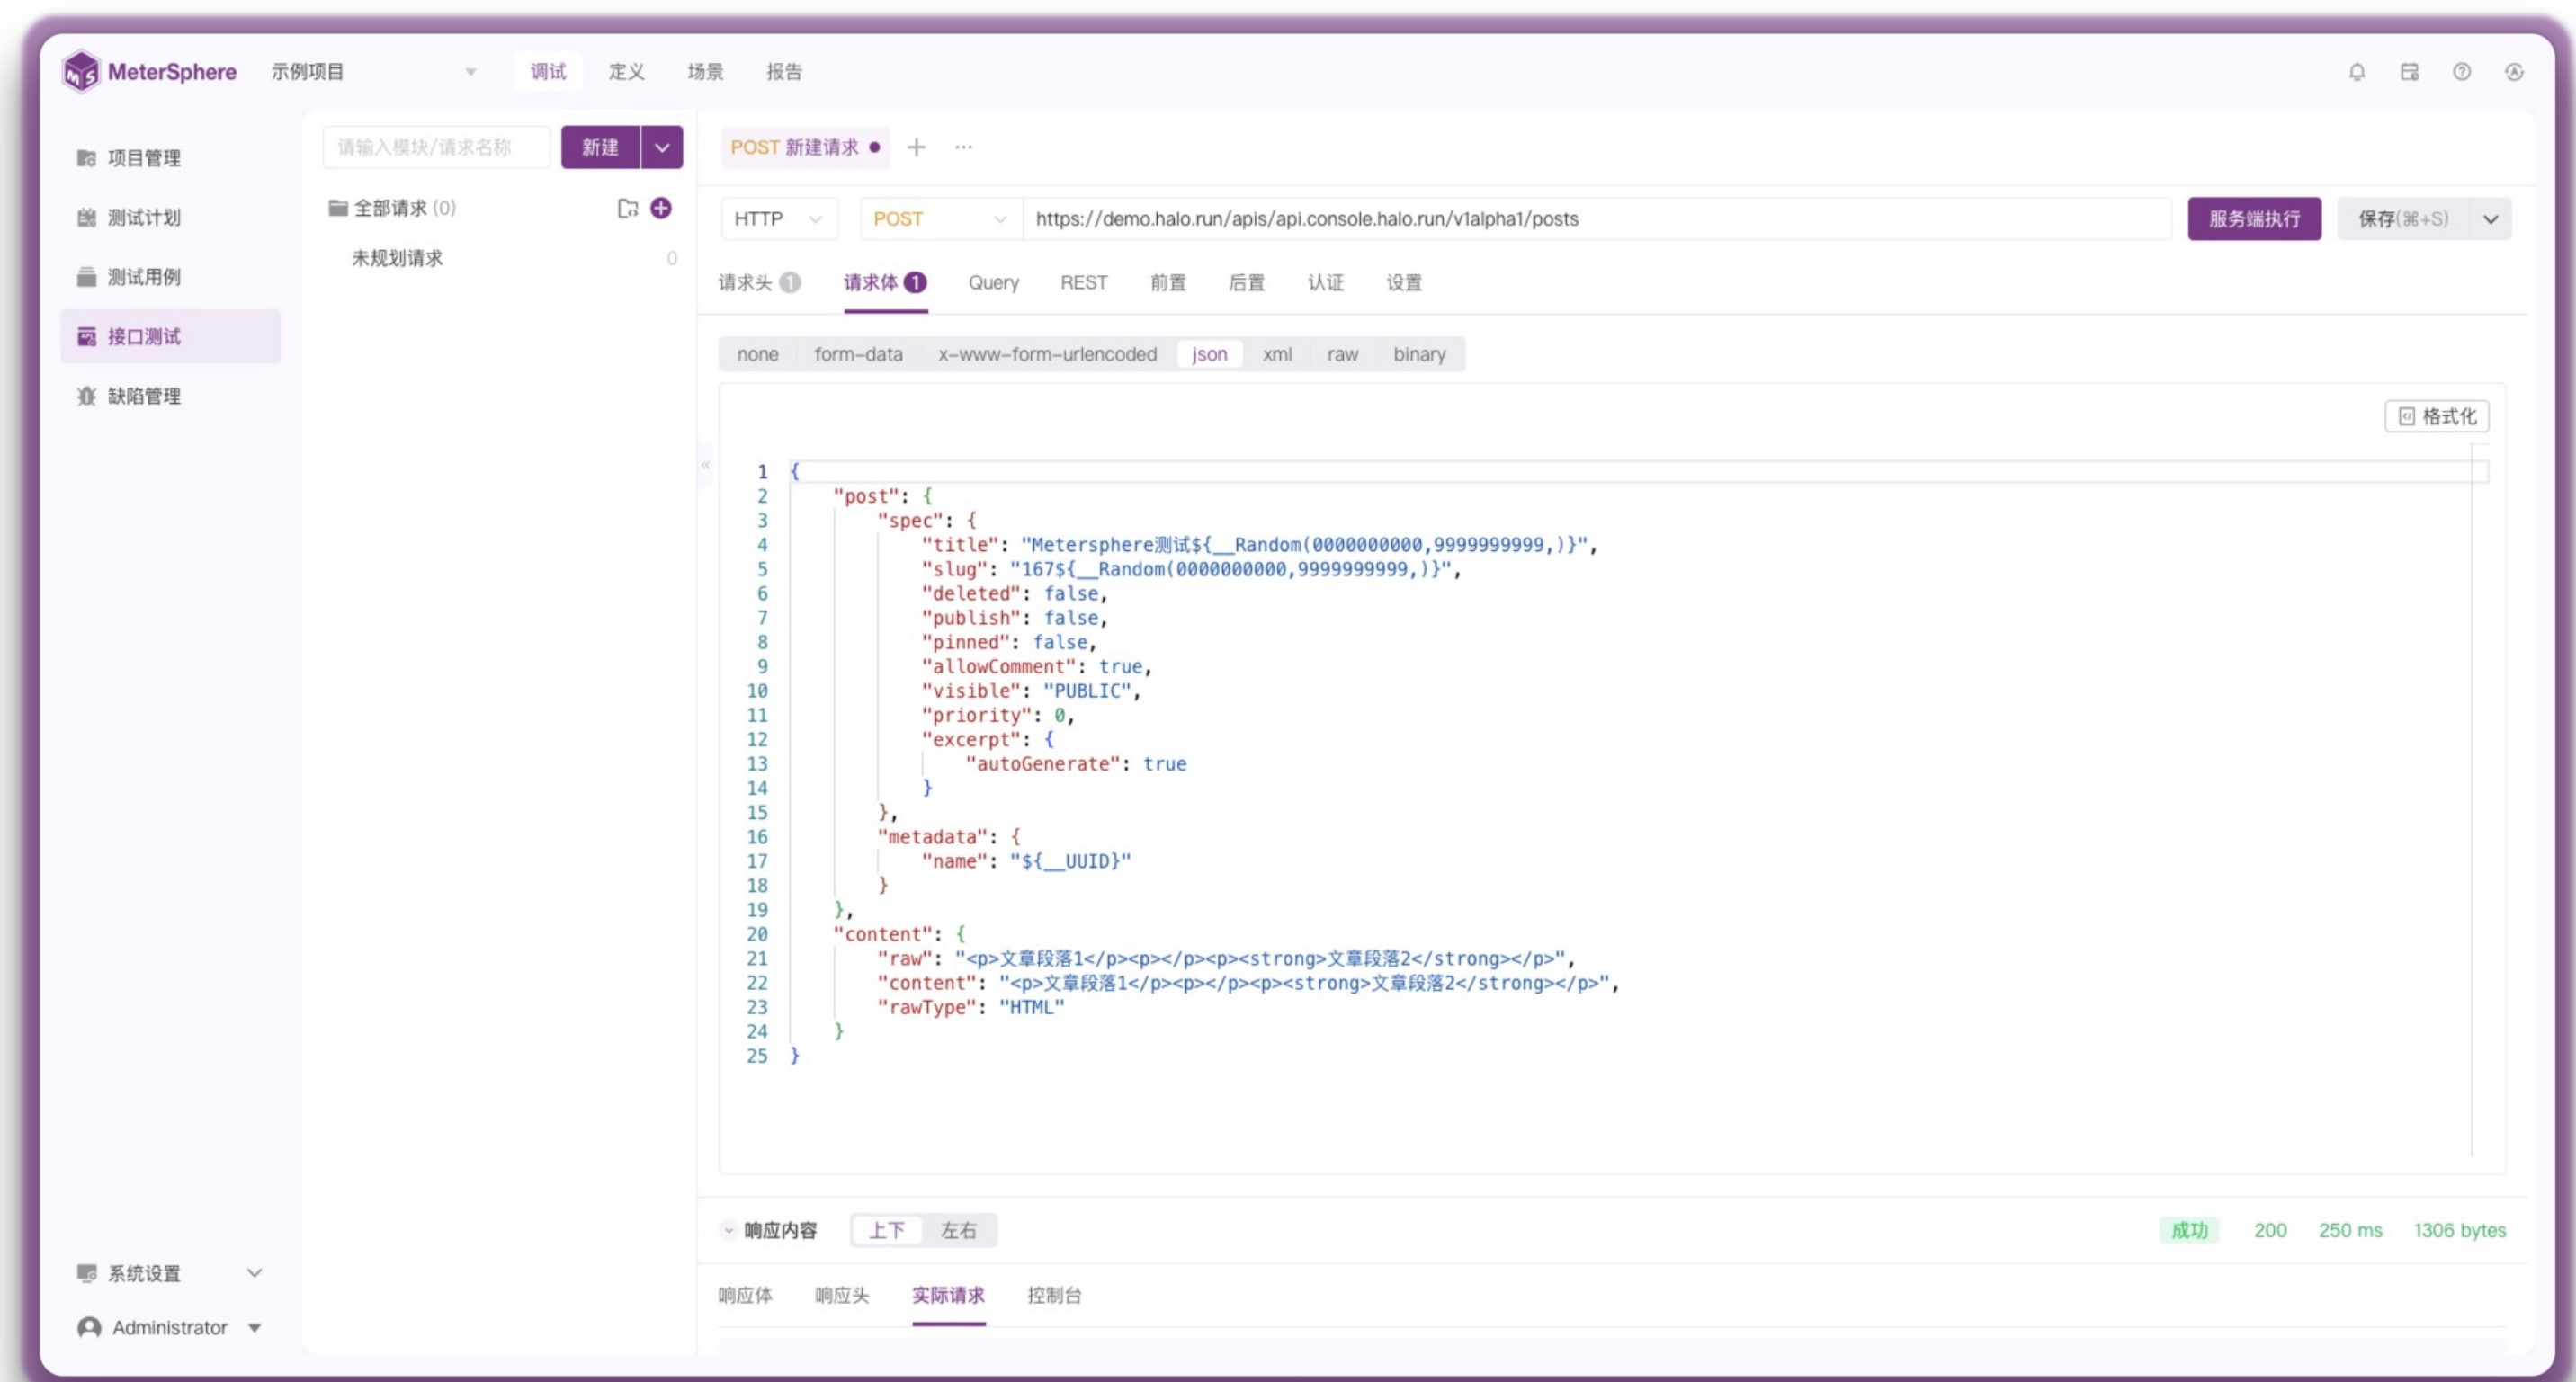 MeterSphere 示例项目 调试 定义 场景 报告
项目管理
测试计划
测试用例
接口测试
缺陷管理
系统设置
Administrator
请输入模块/请求名称 新建
全部请求 (0)
未规划请求 0
POST 新建请求
HTTP POST https://demo.halo.run/apis/api.console.halo.run/v1alpha1/posts 服务端执行 保存(⌘+S)
请求头 1 请求体 1 Query REST 前置 后置 认证 设置
none form-data x-www-form-urlencoded json xml raw binary
格式化
1 {
2 "post": {
3 "spec": {
4 "title": "Metersphere测试${__Random(0000000000,9999999999,)}",
5 "slug": "167${__Random(0000000000,9999999999,)}",
6 "deleted": false,
7 "publish": false,
8 "pinned": false,
9 "allowComment": true,
10 "visible": "PUBLIC",
11 "priority": 0,
12 "excerpt": {
13 "autoGenerate": true
14 }
15 },
16 "metadata": {
17 "name": "${__UUID}"
18 }
19 },
20 "content": {
21 "raw": "<p>文章段落1</p><p></p><p><strong>文章段落2</strong></p>",
22 "content": "<p>文章段落1</p><p></p><p><strong>文章段落2</strong></p>",
23 "rawType": "HTML"
24 }
25 }
响应内容 上下 左右 成功 200 250 ms 1306 bytes
响应体 响应头 实际请求 控制台